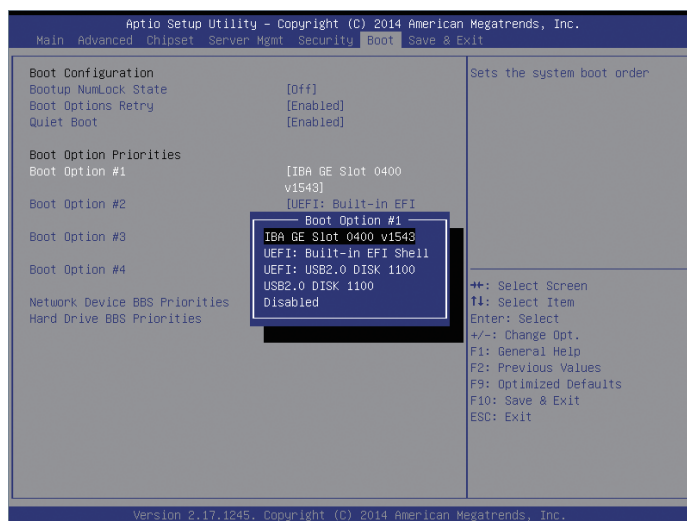 Aptio Setup Utility – Copyright (C) 2014 American Megatrends, Inc.
Main Advanced Chipset Server Mgmt Security Boot Save & Exit
Boot Configuration
Bootup NumLock State [Off]
Boot Options Retry [Enabled]
Quiet Boot [Enabled]
Boot Option Priorities
Boot Option #1 [IBA GE Slot 0400
v1543]
Boot Option #2 [UEFI: Built-in EFI
Boot Option #3
Boot Option #4
Network Device BBS Priorities
Hard Drive BBS Priorities
Boot Option #1
IBA GE Slot 0400 v1543
UEFI: Built-in EFI Shell
UEFI: USB2.0 DISK 1100
USB2.0 DISK 1100
Disabled
Sets the system boot order
→←: Select Screen
↑↓: Select Item
Enter: Select
+/-: Change Opt.
F1: General Help
F2: Previous Values
F9: Optimized Defaults
F10: Save & Exit
ESC: Exit
Version 2.17.1245. Copyright (C) 2014 American Megatrends, Inc.